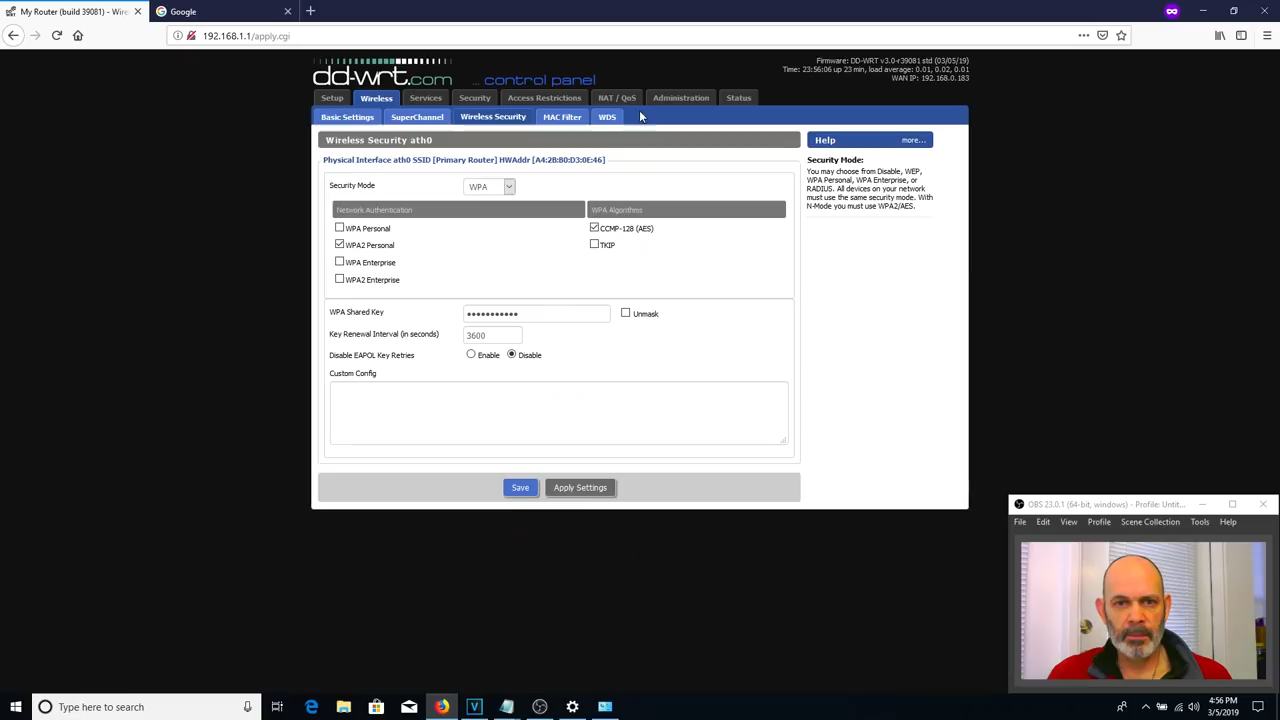 My Router (build 39081) - Wire
Google
192.168.1.1/apply.cgi
dd-wrt.com
... control panel
Firmware: DD-WRT v3.0-r39081 std (03/05/19)
Time: 23:56:06 up 23 min, load average: 0.01, 0.02, 0.01
WAN IP: 192.168.0.183
Setup
Wireless
Services
Security
Access Restrictions
NAT / QoS
Administration
Status
Basic Settings
SuperChannel
Wireless Security
MAC Filter
WDS
Wireless Security ath0
Help
more...
Physical Interface ath0 SSID [Primary Router] HWAddr [A4:2B:B0:D3:0E:46]
Security Mode
WPA
Network Authentication
WPA Algorithms
WPA Personal
CCMP-128 (AES)
WPA2 Personal
TKIP
WPA Enterprise
WPA2 Enterprise
WPA Shared Key
•••••••••••
Unmask
Key Renewal Interval (in seconds)
3600
Disable EAPOL Key Retries
Enable
Disable
Custom Config
Save
Apply Settings
Security Mode:
You may choose from Disable, WEP,
WPA Personal, WPA Enterprise, or
RADIUS. All devices on your network
must use the same security mode. With
N-Mode you must use WPA2/AES.
OBS 23.0.1 (64-bit, windows) - Profile: Untit...
File
Edit
View
Profile
Scene Collection
Tools
Help
Type here to search
4:56 PM
3/5/2019